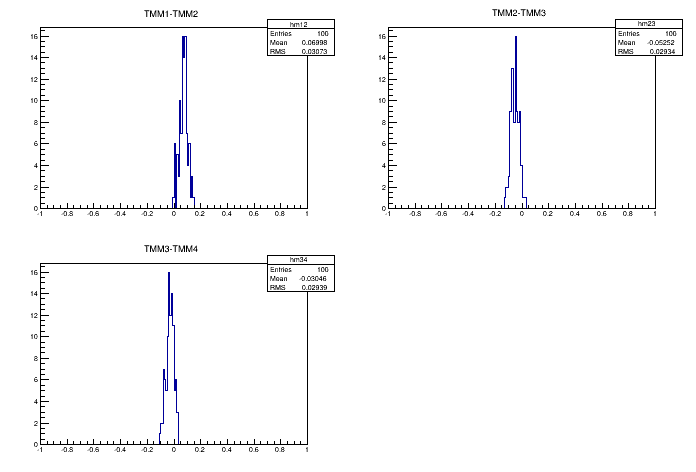 TMM1-TMM2
hm12
Entries 100
Mean 0.06998
RMS 0.03073
16
14
12
10
8
6
4
2
0
-1 -0.8 -0.6 -0.4 -0.2 0 0.2 0.4 0.6 0.8 1
TMM2-TMM3
hm23
Entries 100
Mean -0.05252
RMS 0.02934
16
14
12
10
8
6
4
2
0
-1 -0.8 -0.6 -0.4 -0.2 0 0.2 0.4 0.6 0.8 1
TMM3-TMM4
hm34
Entries 100
Mean -0.03046
RMS 0.02939
16
14
12
10
8
6
4
2
0
-1 -0.8 -0.6 -0.4 -0.2 0 0.2 0.4 0.6 0.8 1